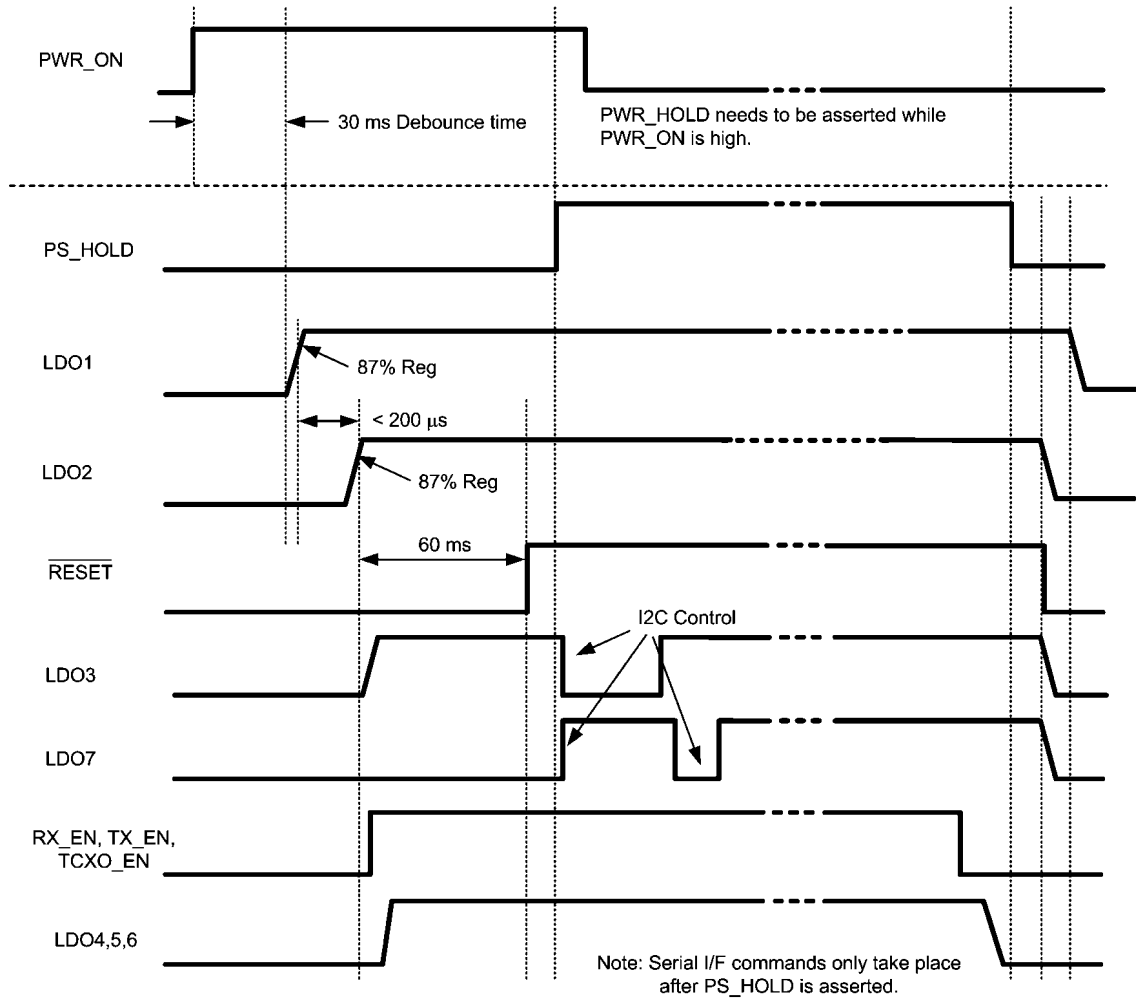 PWR_ON
30 ms Debounce time
PWR_HOLD needs to be asserted while
PWR_ON is high.
PS_HOLD
LDO1
87% Reg
< 200 μs
LDO2
87% Reg
60 ms
RESET
I2C Control
LDO3
LDO7
RX_EN, TX_EN,
TCXO_EN
LDO4,5,6
Note: Serial I/F commands only take place
after PS_HOLD is asserted.